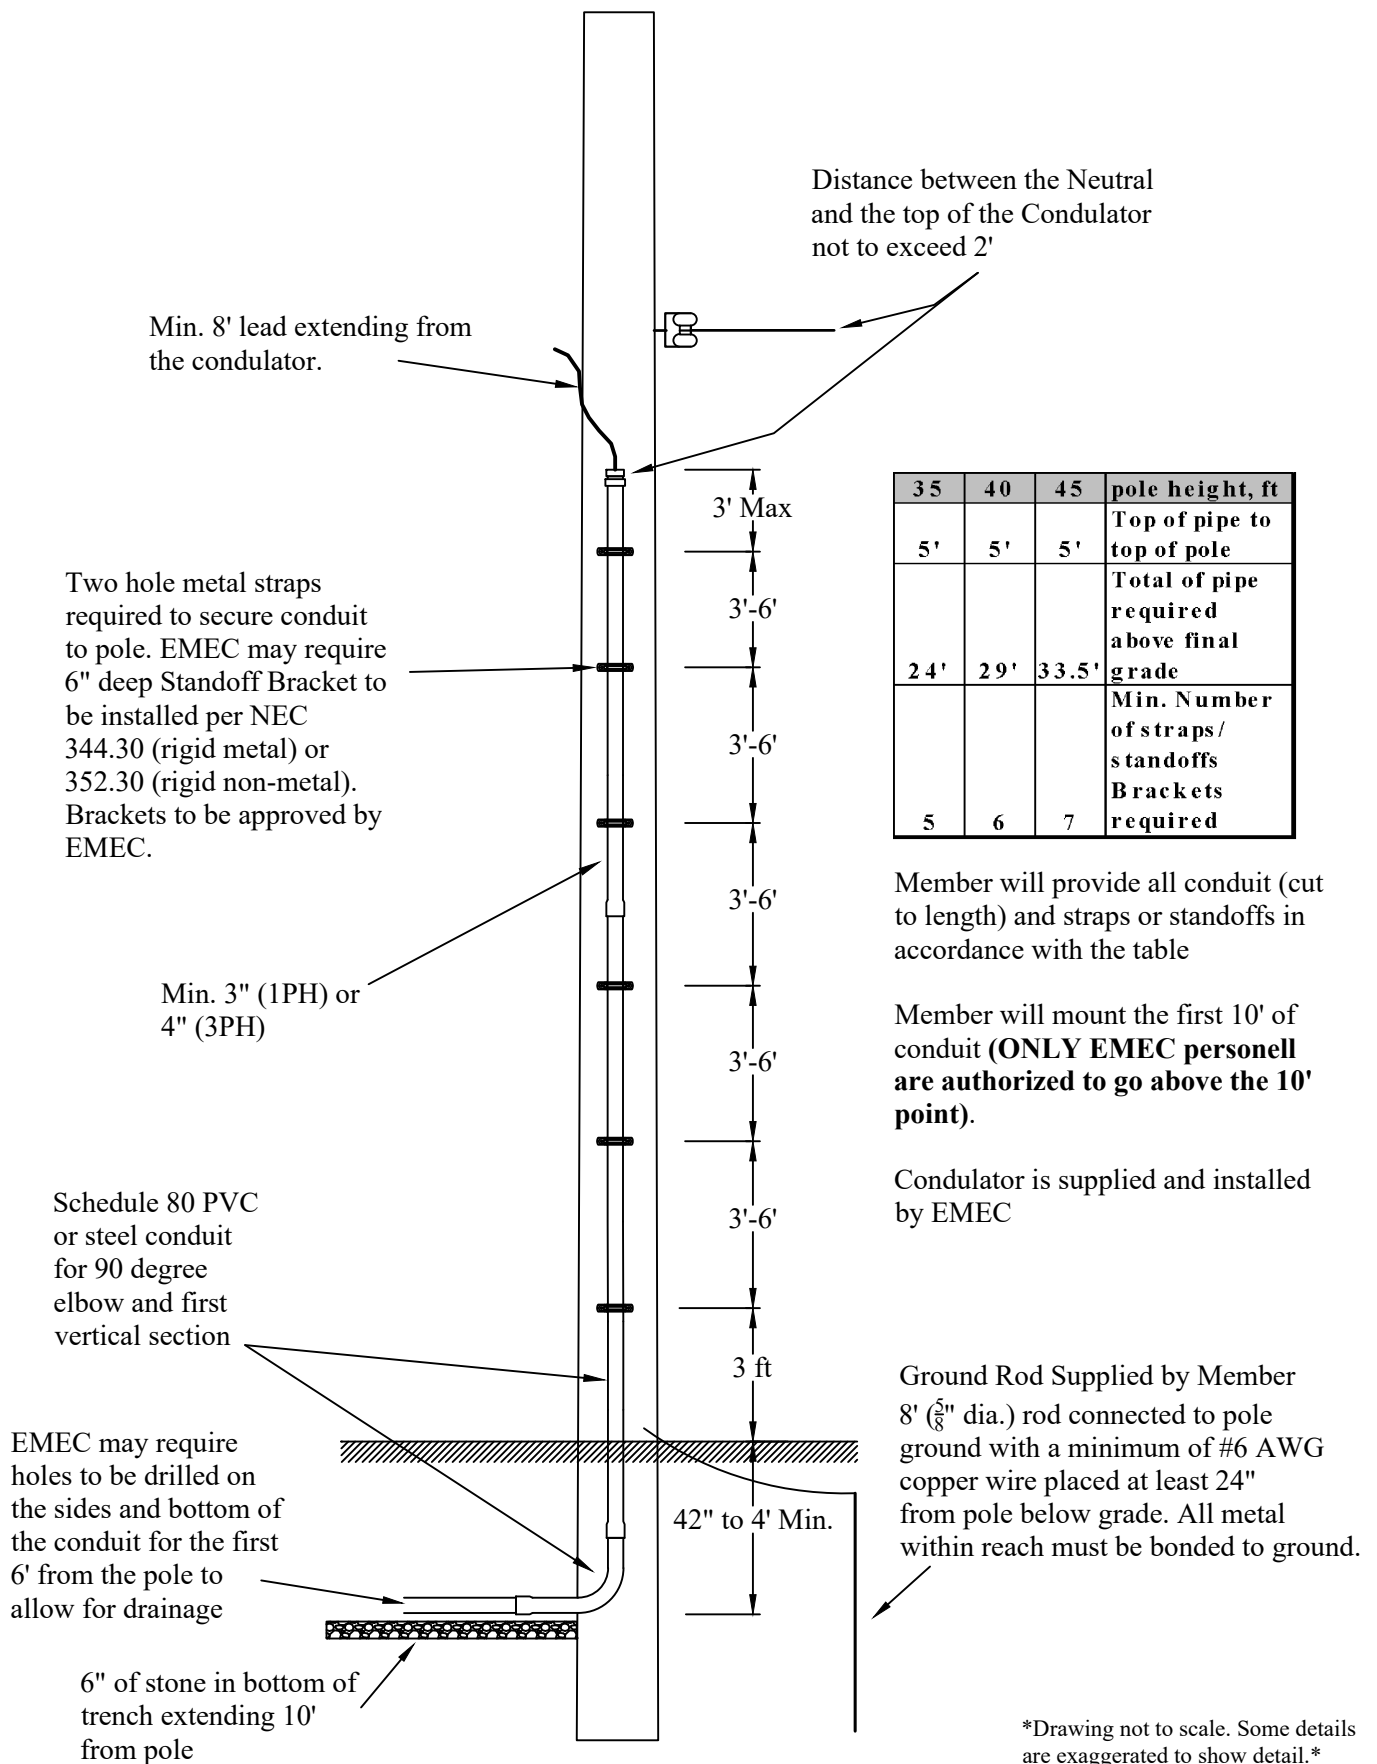 Distance between the Neutral
and the top of the Condulator
not to exceed 2'
Min. 8' lead extending from
the condulator.
3' Max
3'-6'
3'-6'
3'-6'
3'-6'
3'-6'
3 ft
42" to 4' Min.
Two hole metal straps
required to secure conduit
to pole. EMEC may require
6" deep Standoff Bracket to
be installed per NEC
344.30 (rigid metal) or
352.30 (rigid non-metal).
Brackets to be approved by
EMEC.
Min. 3" (1PH) or
4" (3PH)
Schedule 80 PVC
or steel conduit
for 90 degree
elbow and first
vertical section
EMEC may require
holes to be drilled on
the sides and bottom of
the conduit for the first
6' from the pole to
allow for drainage
6" of stone in bottom of
trench extending 10'
from pole
35 40 45 pole height, ft
Top of pipe to
5' 5' 5' top of pole
Total of pipe
required
above final
24' 29' 33.5' grade
Min. Number
of straps/
standoffs
Brackets
5 6 7 required
Member will provide all conduit (cut
to length) and straps or standoffs in
accordance with the table
Member will mount the first 10' of
conduit (ONLY EMEC personell
are authorized to go above the 10'
point).
Condulator is supplied and installed
by EMEC
Ground Rod Supplied by Member
8' (5/8" dia.) rod connected to pole
ground with a minimum of #6 AWG
copper wire placed at least 24"
from pole below grade. All metal
within reach must be bonded to ground.
*Drawing not to scale. Some details
are exaggerated to show detail.*